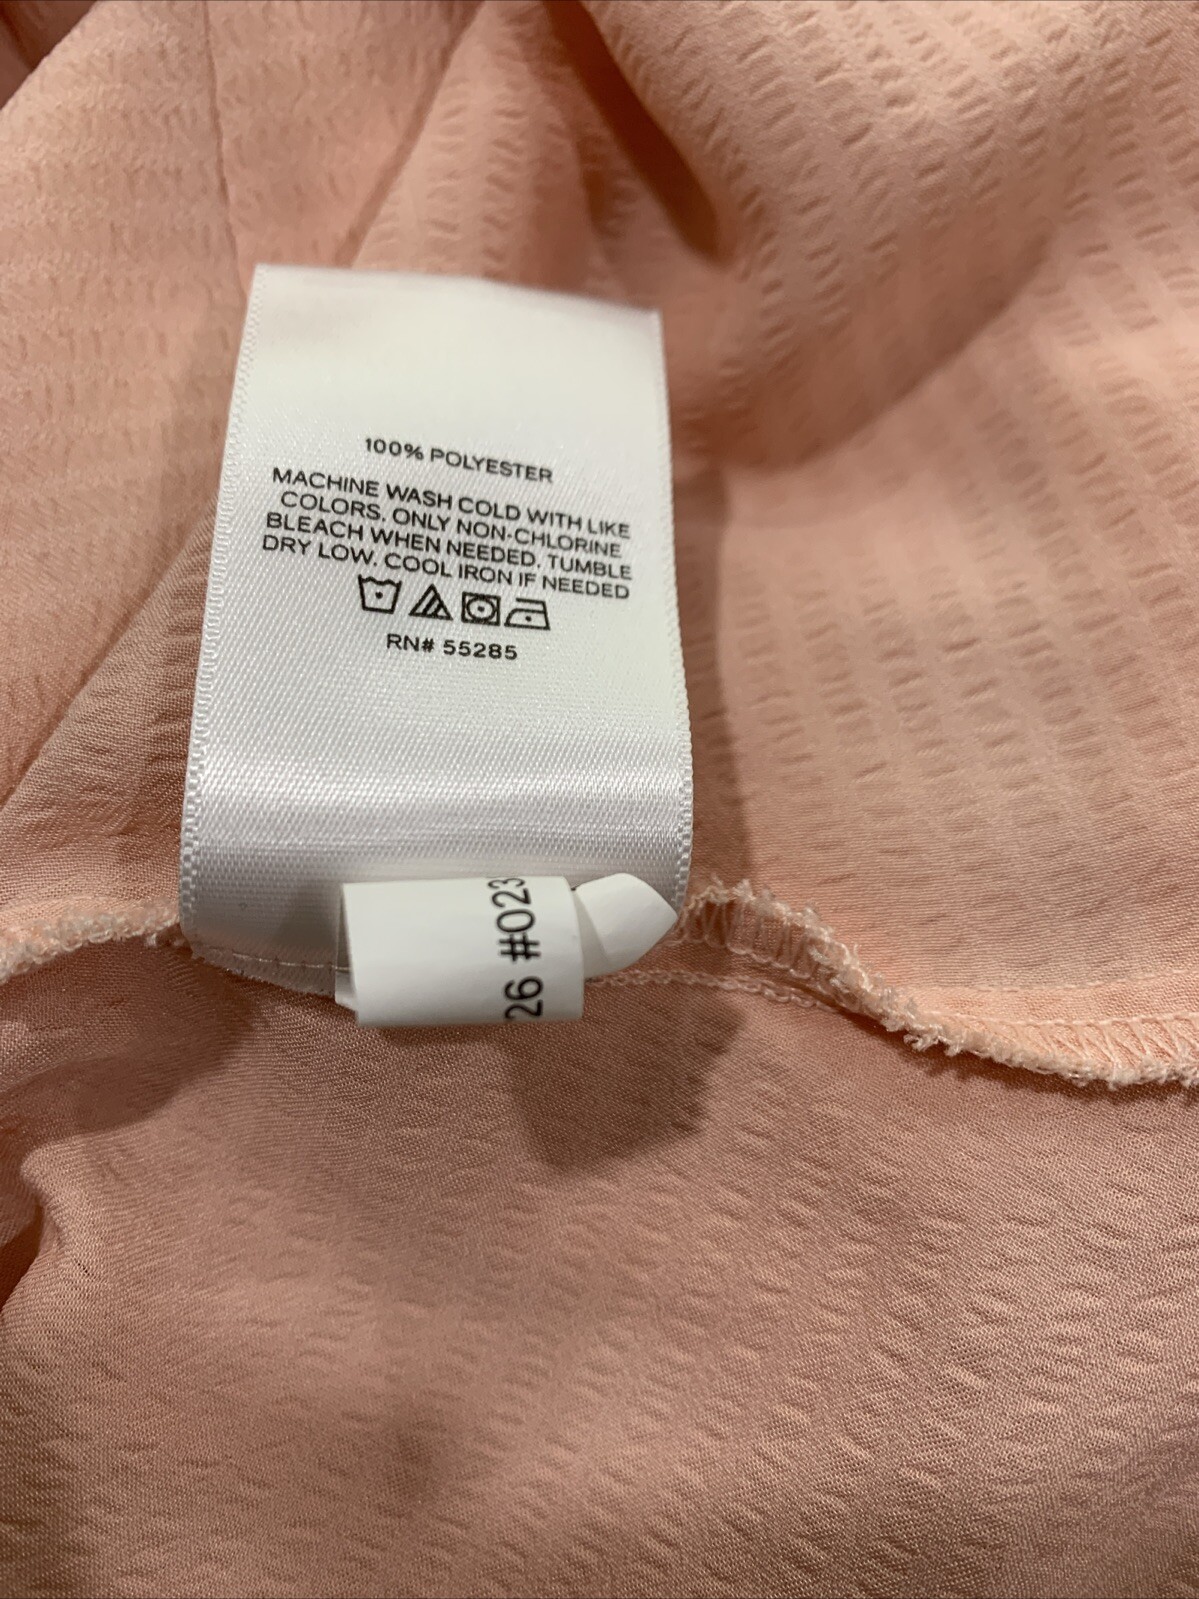 100% POLYESTER
MACHINE WASH COLD WITH LIKE
COLORS. ONLY NON-CHLORINE
BLEACH WHEN NEEDED. TUMBLE
DRY LOW. COOL IRON IF NEEDED
RN# 55285
26 #023